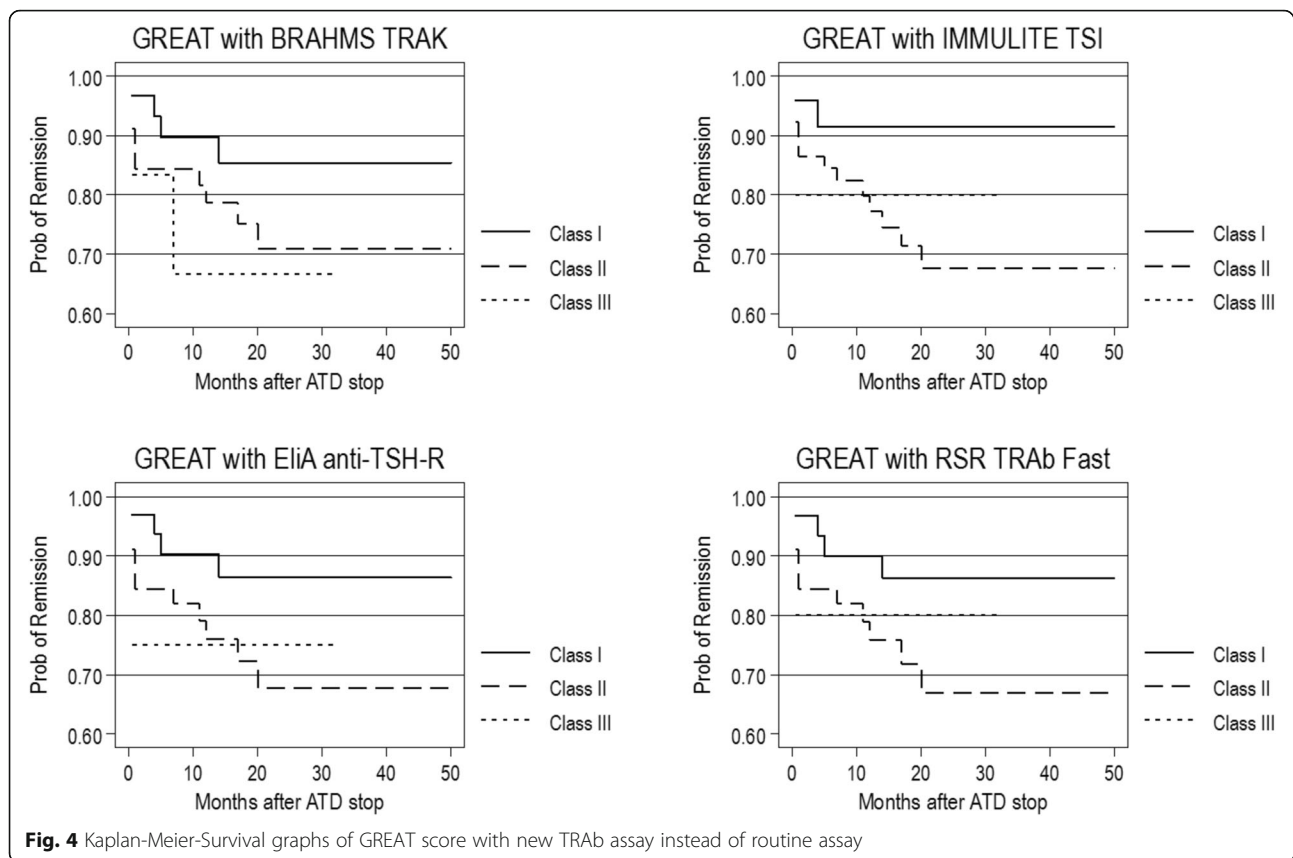 GREAT with BRAHMS TRAK
Prob of Remission
1.00
0.90
0.80
0.70
0.60
0 10 20 30 40 50
Months after ATD stop
Class I
Class II
Class III
GREAT with IMMULITE TSI
Prob of Remission
1.00
0.90
0.80
0.70
0.60
0 10 20 30 40 50
Months after ATD stop
Class I
Class II
Class III
GREAT with EliA anti-TSH-R
Prob of Remission
1.00
0.90
0.80
0.70
0.60
0 10 20 30 40 50
Months after ATD stop
Class I
Class II
Class III
GREAT with RSR TRAb Fast
Prob of Remission
1.00
0.90
0.80
0.70
0.60
0 10 20 30 40 50
Months after ATD stop
Class I
Class II
Class III
Fig. 4 Kaplan-Meier-Survival graphs of GREAT score with new TRAb assay instead of routine assay